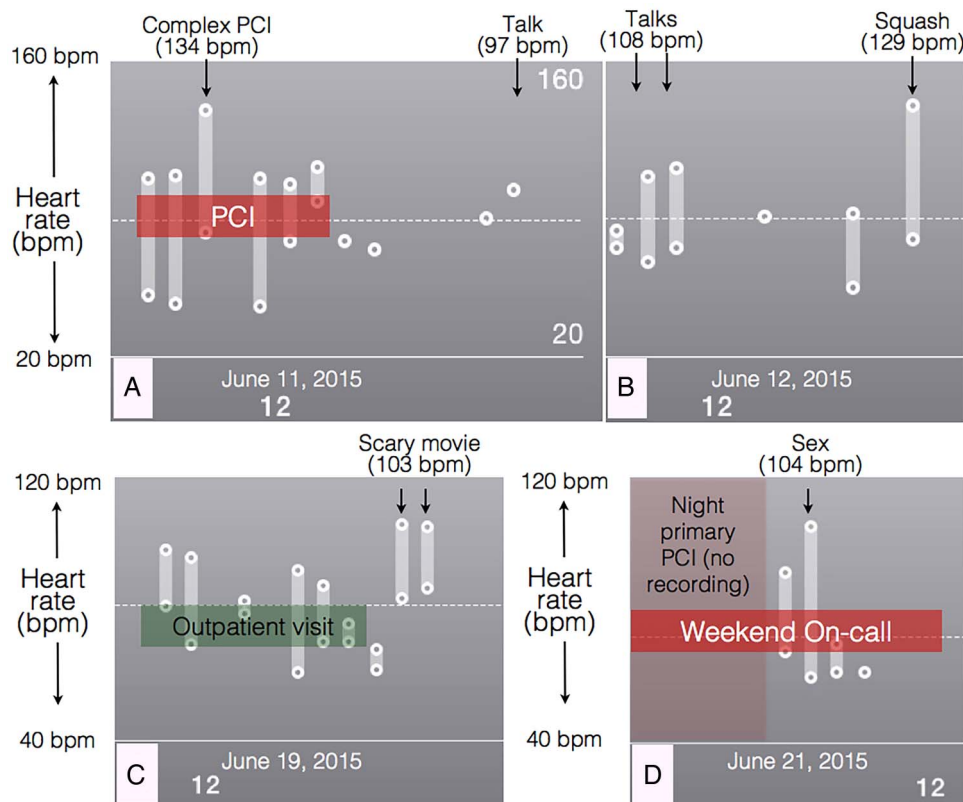 Complex PCI
(134 bpm)
Talk
(97 bpm)
Talks
(108 bpm)
Squash
(129 bpm)
160 bpm
Heart
rate
(bpm)
20 bpm
160
PCI
20
A
June 11, 2015
12
B
June 12, 2015
12
Scary movie
(103 bpm)
Sex
(104 bpm)
120 bpm
Heart
rate
(bpm)
40 bpm
Outpatient visit
C
June 19, 2015
12
120 bpm
Heart
rate
(bpm)
40 bpm
Night
primary
PCI (no
recording)
Weekend On-call
D
June 21, 2015
12